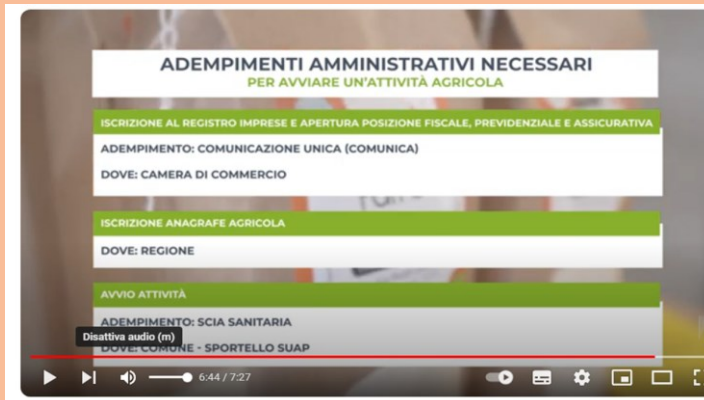 ADEMPIMENTI AMMINISTRATIVI NECESSARI
PER AVVIARE UN'ATTIVITÀ AGRICOLA
ISCRIZIONE AL REGISTRO IMPRESE E APERTURA POSIZIONE FISCALE, PREVIDENZIALE E ASSICURATIVA
ADEMPIMENTO: COMUNICAZIONE UNICA (COMUNICA)
DOVE: CAMERA DI COMMERCIO
ISCRIZIONE ANAGRAFE AGRICOLA
DOVE: REGIONE
AVVIO ATTIVITÀ
ADEMPIMENTO: SCIA SANITARIA
Disattiva audio (m)
DOVE: COMUNE - SPORTELLO SUAP
6:44 / 7:27